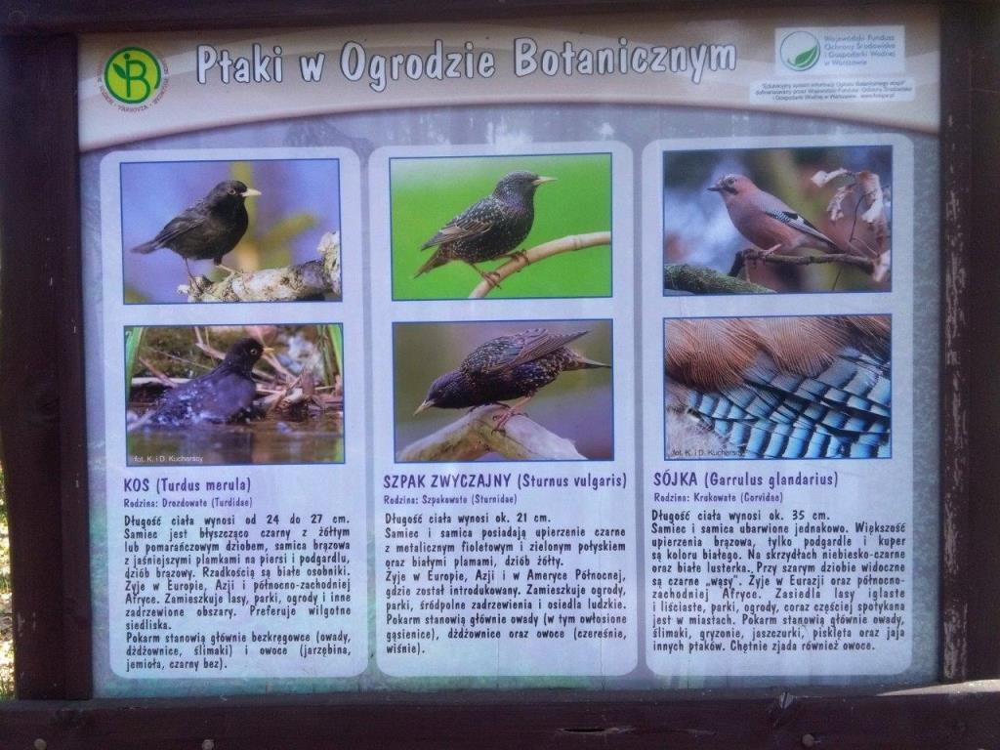 Ptaki w Ogrodzie Botanicznym
Wojewódzki Fundusz
Ochrony Środowiska
i Gospodarki Wodnej
w Warszawie
fot. K. i D. Kucharscy
KOS (Turdus merula)
Rodzina: Drozdowate (Turdidae)
Długość ciała wynosi od 24 do 27 cm.
Samiec jest błyszcząco czarny z żółtym
lub pomarańczowym dziobem, samica brązowa
z jaśniejszymi plamkami na piersi i podgardlu,
dziób brązowy. Rzadkością są białe osobniki.
Żyje w Europie, Azji i północno-zachodniej
Afryce. Zamieszkuje lasy, parki, ogrody i inne
zadrzewione obszary. Preferuje wilgotne
siedliska.
Pokarm stanowią głównie bezkręgowce (owady,
dżdżownice, ślimaki) i owoce (jarzębina,
jemioła, czarny bez).
SZPAK ZWYCZAJNY (Sturnus vulgaris)
Rodzina: Szpakowate (Sturnidae)
Długość ciała wynosi ok. 21 cm.
Samiec i samica posiadają upierzenie czarne
z metalicznym fioletowym i zielonym połyskiem
oraz białymi plamami, dziób żółty.
Żyje w Europie, Azji i w Ameryce Północnej,
gdzie został introdukowany. Zamieszkuje ogrody,
parki, śródpolne zadrzewienia i osiedla ludzkie.
Pokarm stanowią głównie owady (w tym owłosione
gąsienice), dżdżownice oraz owoce (czereśnie,
wiśnie).
fot. K. i D. Kucharscy
SÓJKA (Garrulus glandarius)
Rodzina: Krukowate (Corvidae)
Długość ciała wynosi ok. 35 cm.
Samiec i samica ubarwione jednakowo. Większość
upierzenia brązowa, tylko podgardle i kuper
są koloru białego. Na skrzydłach niebiesko-czarne
oraz białe lusterka. Przy szarym dziobie widoczne
są czarne „wąsy". Żyje w Eurazji oraz północno-
zachodniej Afryce. Zasiedla lasy iglaste
i liściaste, parki, ogrody, coraz częściej spotykana
jest w miastach. Pokarm stanowią głównie owady,
ślimaki, gryzonie, jaszczurki, pisklęta oraz jaja
innych ptaków. Chętnie zjada również owoce.